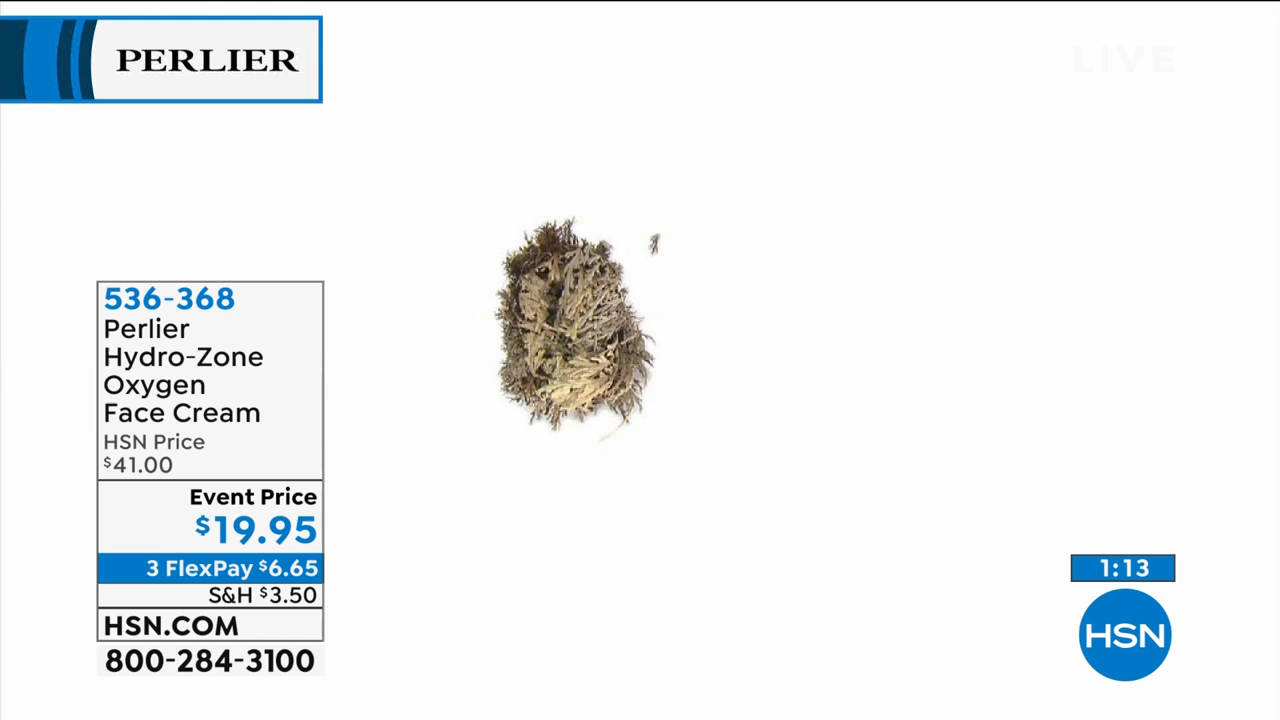 PERLIER
LIVE
536-368
Perlier
Hydro-Zone
Oxygen
Face Cream
HSN Price
$41.00
Event Price
$19.95
3 FlexPay $6.65
S&H $3.50
HSN.COM
800-284-3100
1:13
HSN